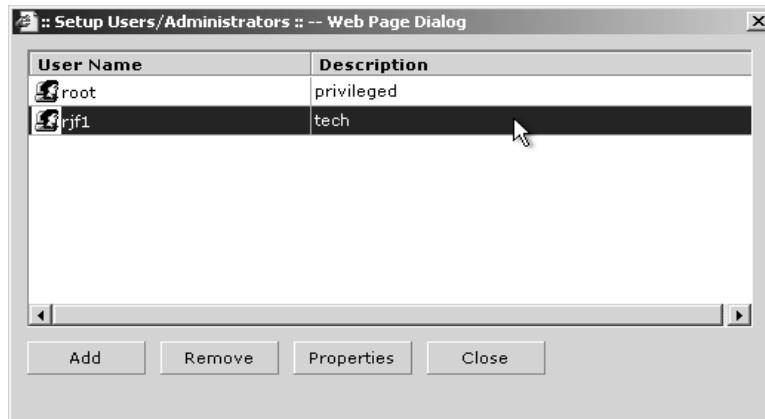 :: Setup Users/Administrators :: -- Web Page Dialog
User Name Description
root privileged
rjf1 tech
Add Remove Properties Close